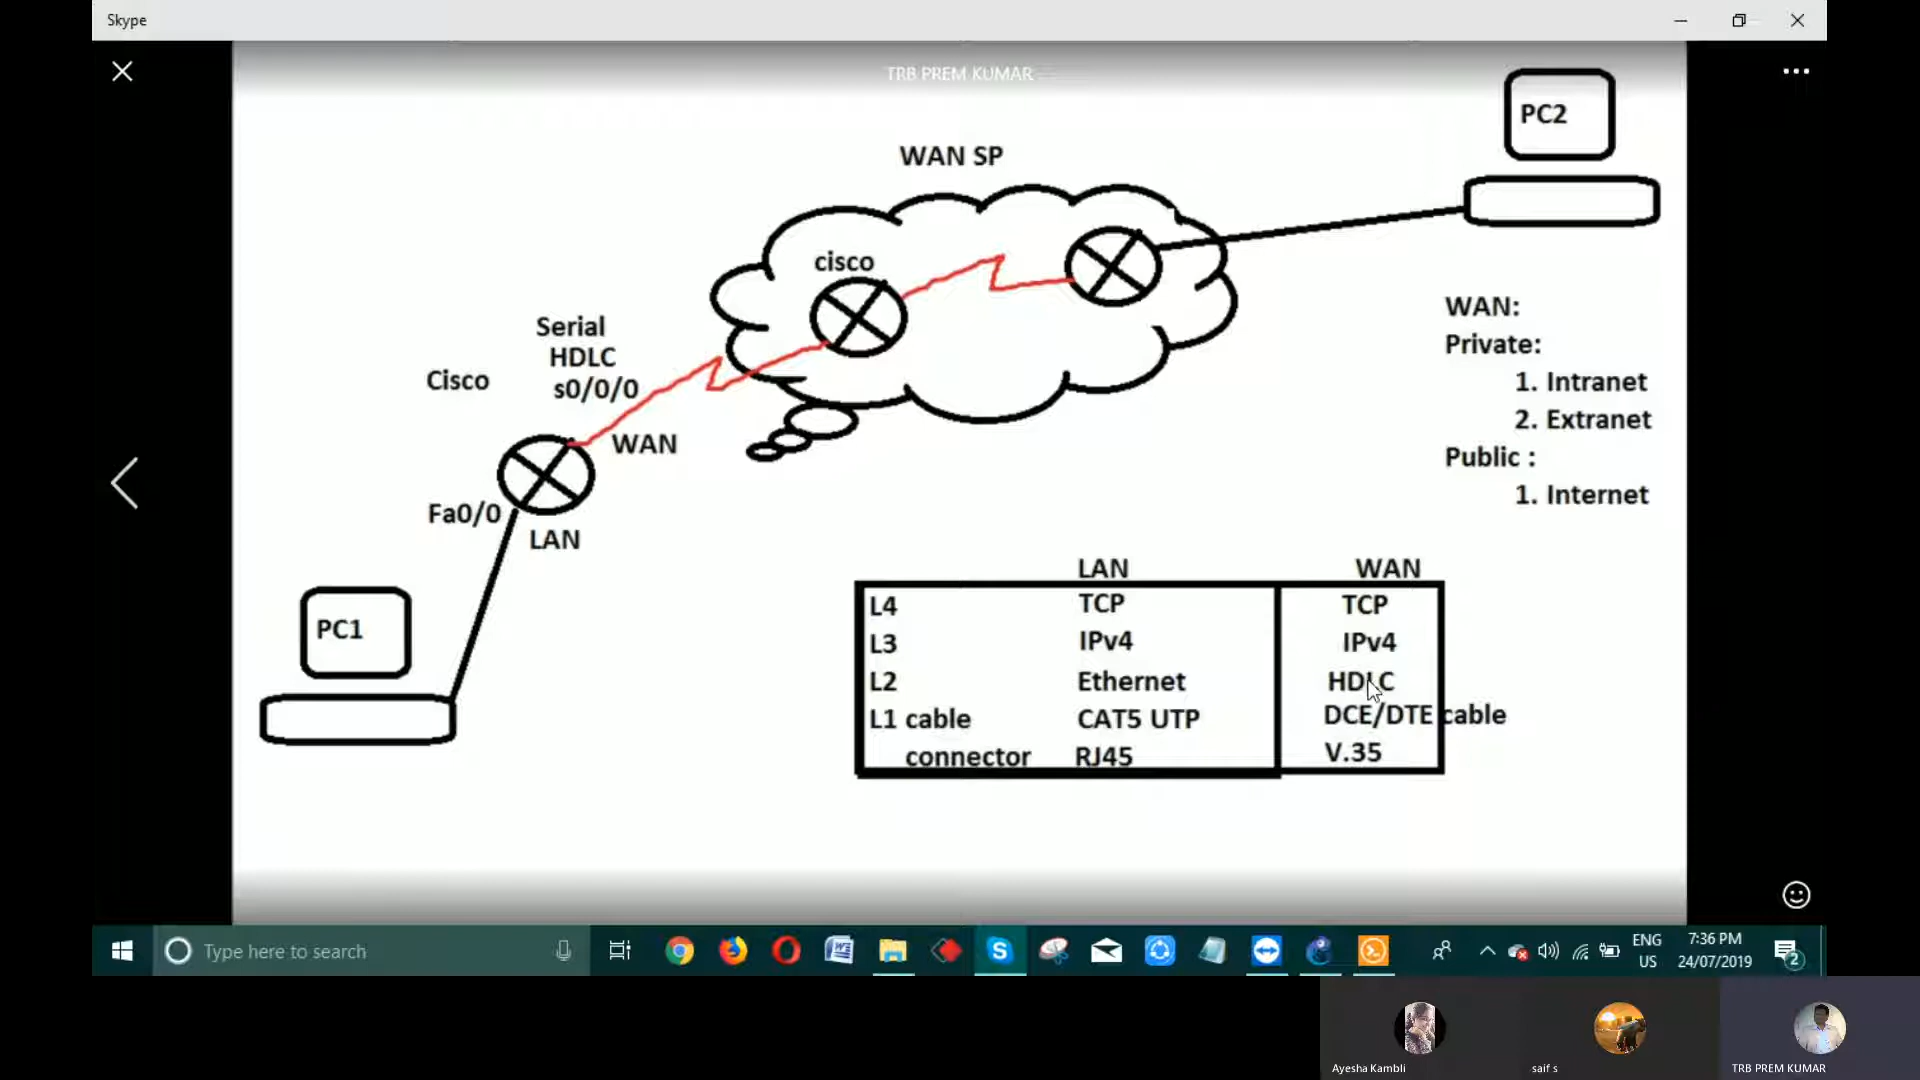 Skype
TRB PREM KUMAR
PC2
WAN SP
cisco
Serial
HDLC
s0/0/0
Cisco
WAN
Fa0/0
LAN
PC1
WAN:
Private:
1. Intranet
2. Extranet
Public :
1. Internet
LAN WAN
L4 TCP TCP
L3 IPv4 IPv4
L2 Ethernet HDLC
L1 cable CAT5 UTP DCE/DTE cable
connector RJ45 V.35
Type here to search
ENG
US
7:36 PM
24/07/2019
2
Ayesha Kambli
saif s
TRB PREM KUMAR